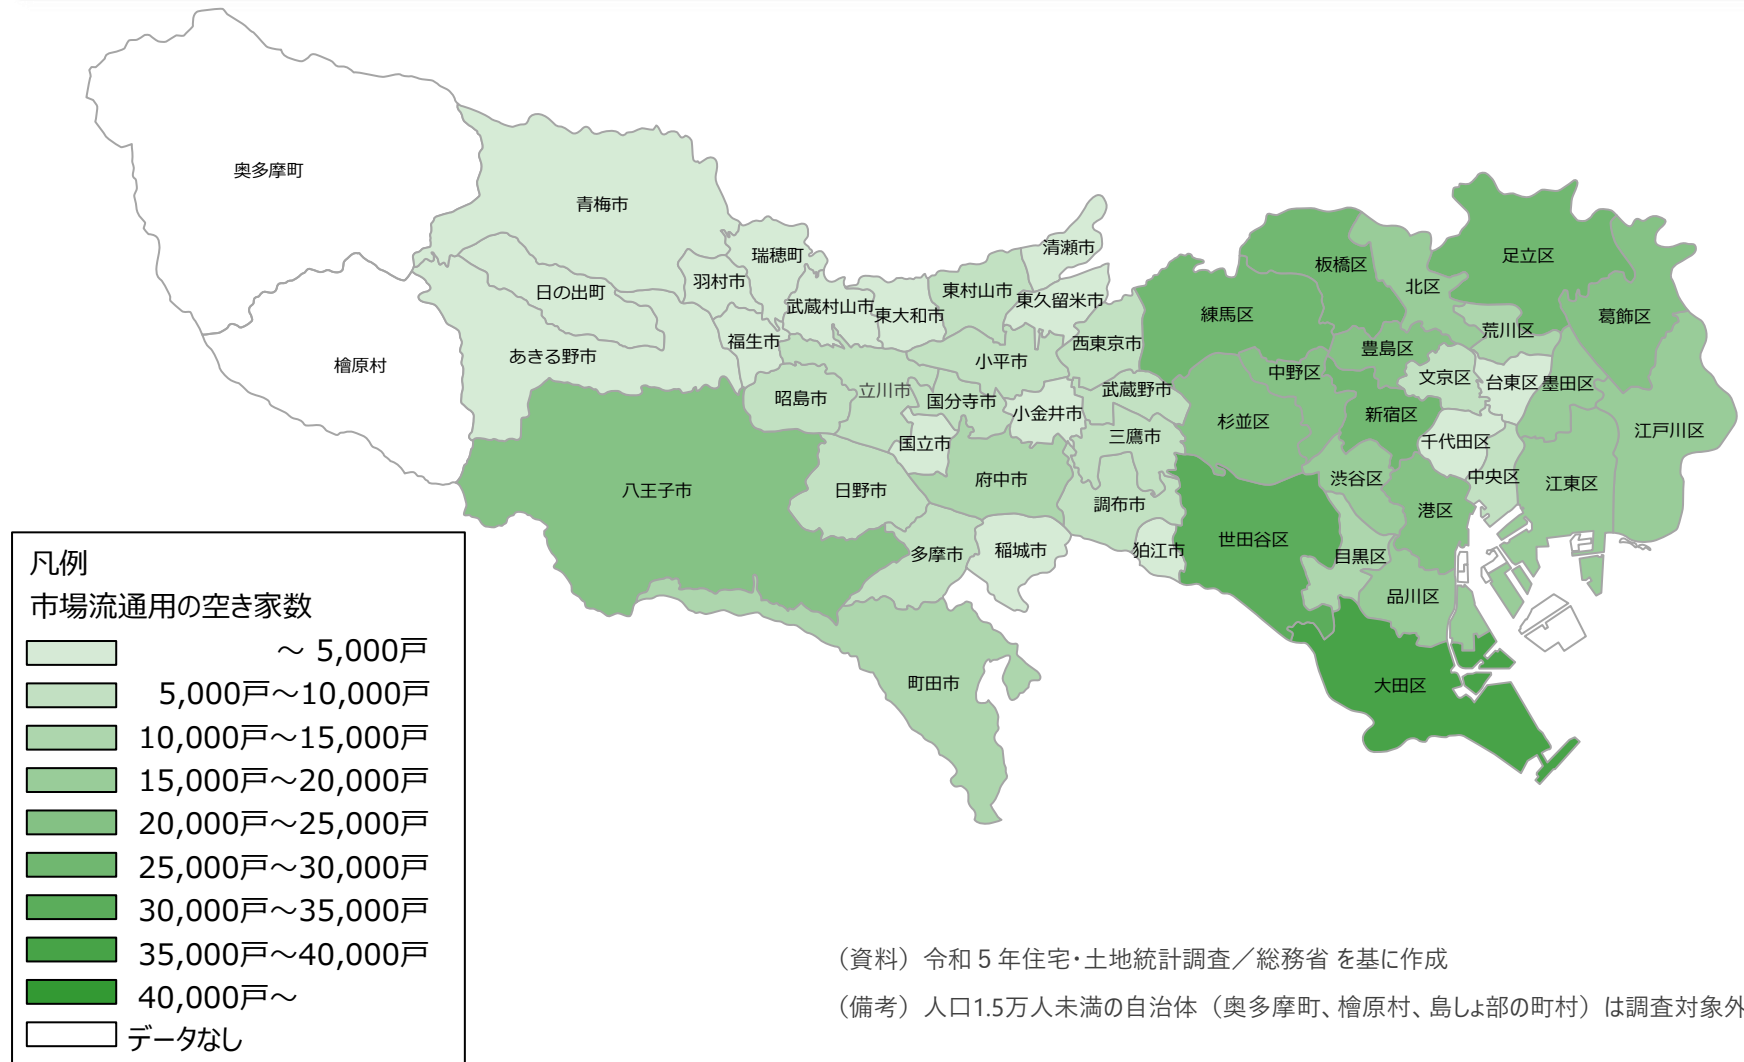 奥多摩町
青梅市
瑞穂町
清瀬市
羽村市
日の出町
武蔵村山市
東大和市
東村山市
東久留米市
板橋区
北区
足立区
練馬区
葛飾区
荒川区
檜原村
あきる野市
福生市
小平市
西東京市
豊島区
中野区
文京区
台東区
墨田区
昭島市
立川市
国分寺市
小金井市
武蔵野市
杉並区
新宿区
江戸川区
国立市
三鷹市
千代田区
八王子市
日野市
府中市
調布市
渋谷区
中央区
江東区
港区
多摩市
稲城市
狛江市
世田谷区
目黒区
品川区
町田市
大田区
凡例
市場流通用の空き家数
～ 5,000戸
5,000戸～10,000戸
10,000戸～15,000戸
15,000戸～20,000戸
20,000戸～25,000戸
25,000戸～30,000戸
30,000戸～35,000戸
35,000戸～40,000戸
40,000戸～
データなし
（資料）令和５年住宅・土地統計調査／総務省 を基に作成
（備考）人口1.5万人未満の自治体（奥多摩町、檜原村、島しょ部の町村）は調査対象外